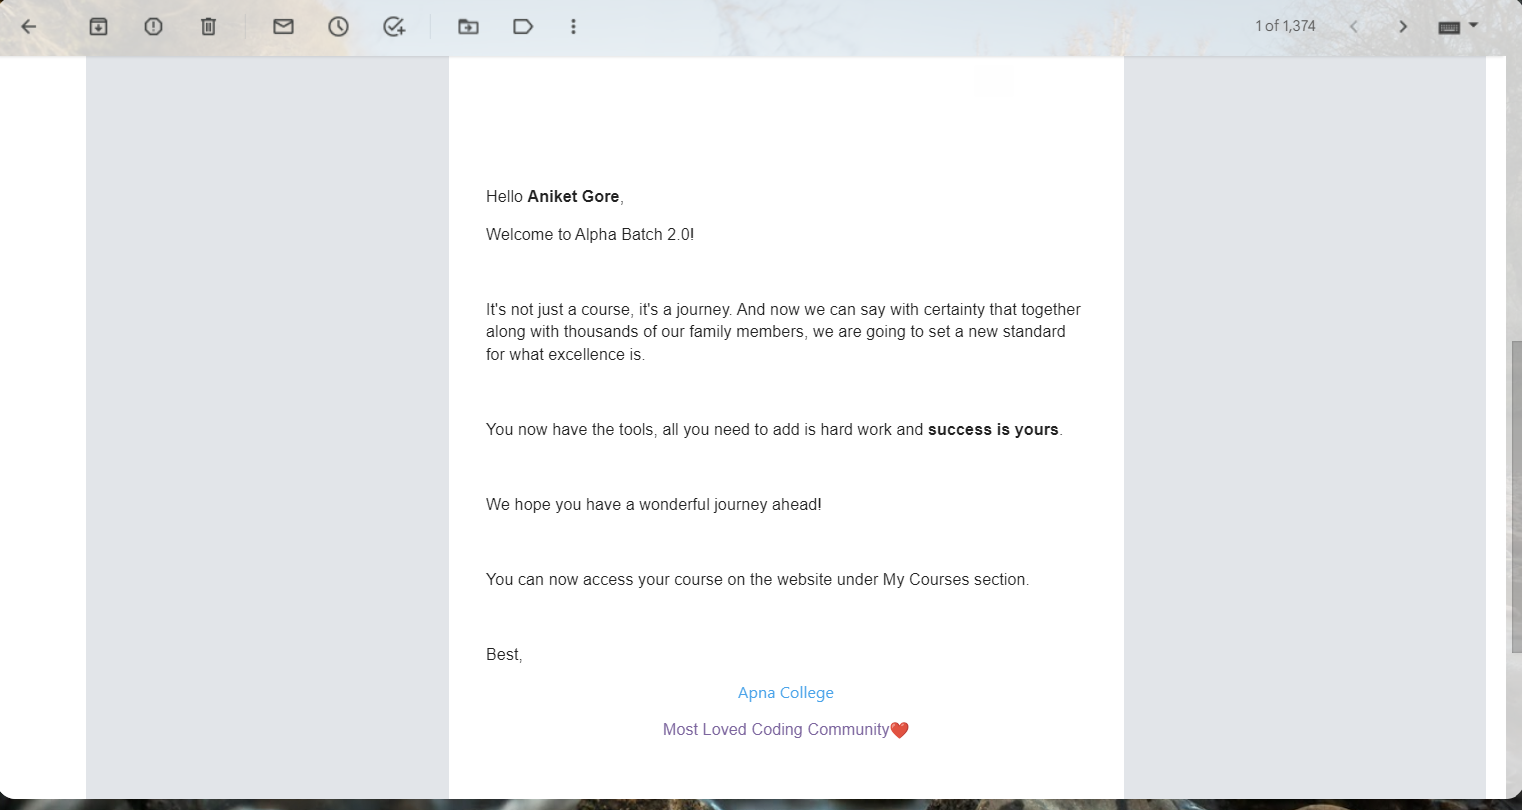 1 of 1,374
Hello Aniket Gore,
Welcome to Alpha Batch 2.0!
It's not just a course, it's a journey. And now we can say with certainty that together
along with thousands of our family members, we are going to set a new standard
for what excellence is.
You now have the tools, all you need to add is hard work and success is yours.
We hope you have a wonderful journey ahead!
You can now access your course on the website under My Courses section.
Best,
Apna College
Most Loved Coding Community❤️